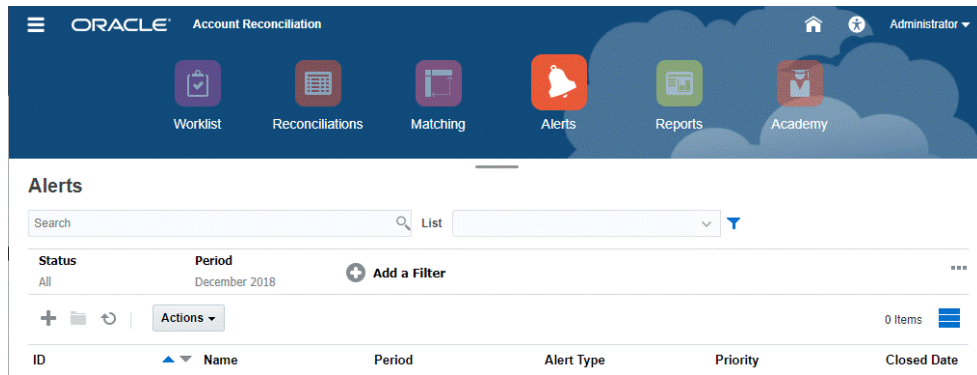 ORACLE Account Reconciliation Administrator
Worklist Reconciliations Matching Alerts Reports Academy
Alerts
Search List
Status Period
All December 2018
Add a Filter
Actions 0 Items
ID Name Period Alert Type Priority Closed Date